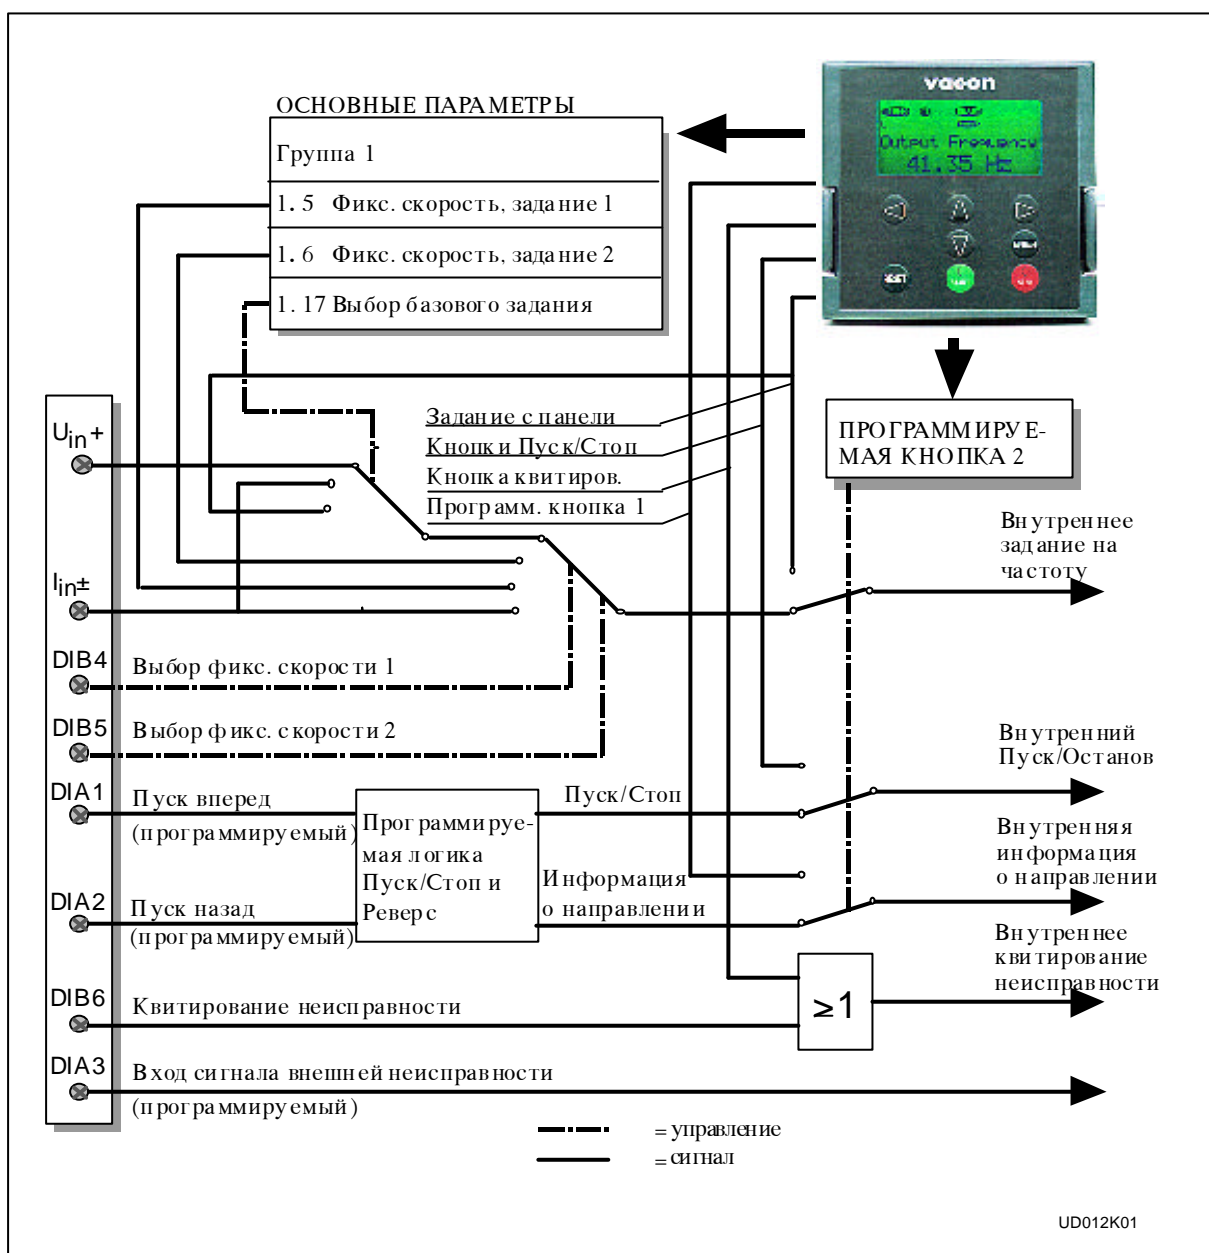 vacon
Output Frequency
41.35 Hz
ОСНОВНЫЕ ПАРАМЕТРЫ
Группа 1
1. 5 Фикс. скорость, задание 1
1. 6 Фикс. скорость, задание 2
1. 17 Выбор базового задания
ПРОГРАММИРУЕ-
МАЯ КНОПКА 2
Задание с панели
Кнопки Пуск/Стоп
Кнопка квитиров.
Программ. кнопка 1
Uin+
Iin±
DIB4
Выбор фикс. скорости 1
DIB5
Выбор фикс. скорости 2
DIA1
Пуск вперед
(программируемый)
DIA2
Пуск назад
(программируемый)
Программируе-
мая логика
Пуск/Стоп и
Реверс
Пуск/Стоп
Информация
о направлении
Внутреннее
задание на
частоту
Внутренний
Пуск/Останов
Внутренняя
информация
о направлении
Внутреннее
квитирование
неисправности
≥1
DIB6
Квитирование неисправности
DIA3
Вход сигнала внешней неисправности
(программируемый)
= управление
= сигнал
UD012K01